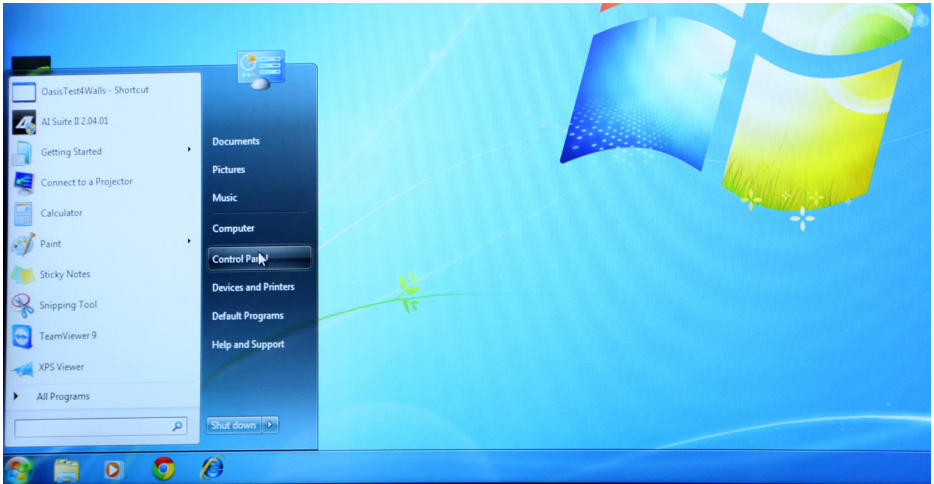 OasisTest4Walls - Shortcut
AI Suite II 2.04.01
Getting Started
Connect to a Projector
Calculator
Paint
Sticky Notes
Snipping Tool
TeamViewer 9
XPS Viewer
All Programs
Documents
Pictures
Music
Computer
Control Panel
Devices and Printers
Default Programs
Help and Support
Shut down